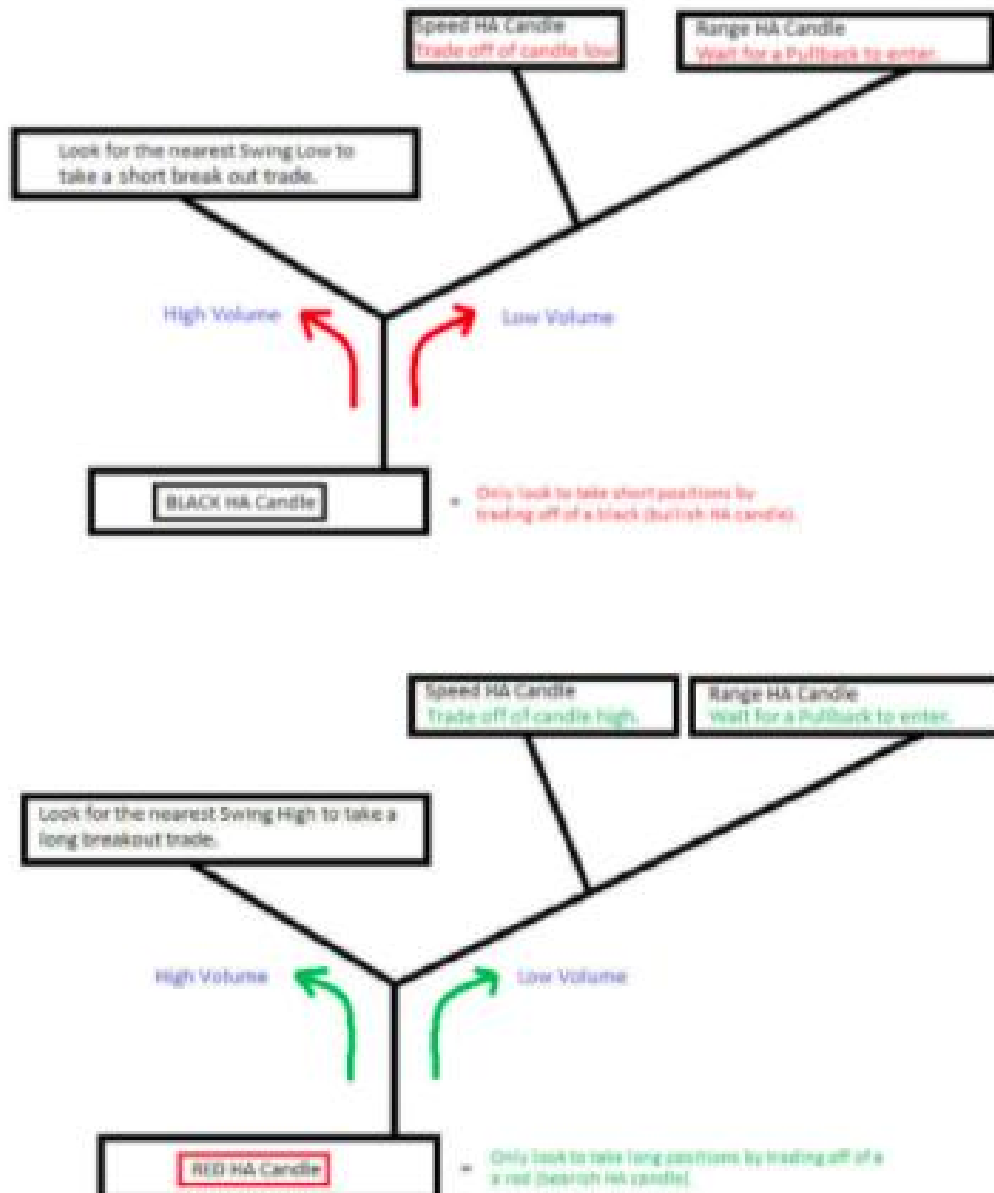 Speed HA Candle
Trade off of candle low
Range HA Candle
Wait for a Pullback to enter.
Look for the nearest Swing Low to
take a short break out trade.
High Volume
Low Volume
BLACK HA Candle
- Only look to take short positions by
trading off of a black (bullish HA candle).
Speed HA Candle
Trade off of candle high.
Range HA Candle
Wait for a Pullback to enter.
Look for the nearest Swing High to take a
long breakout trade.
High Volume
Low Volume
RED HA Candle
- Only look to take long positions by trading off of a
a red (bearish HA candle)